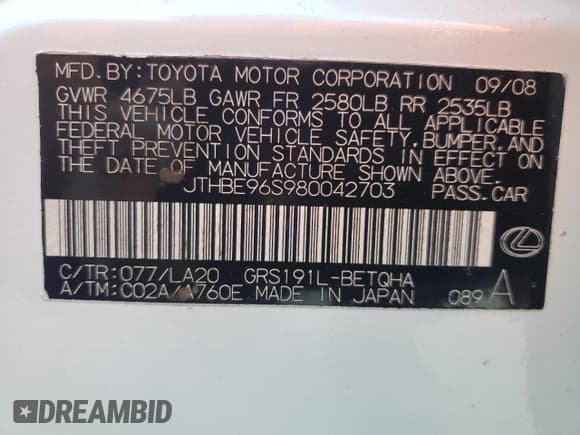 MFD.BY:TOYOTA MOTOR CORPORATION 09/08
GVWR 4675LB GAWR FR 2580LB RR 2535LB
THIS VEHICLE CONFORMS TO ALL APPLICABLE
FEDERAL MOTOR VEHICLE SAFETY,BUMPER,AND
THEFT PREVENTION STANDARDS IN EFFECT ON
THE DATE OF MANUFACTURE SHOWN ABOVE.
JTHBE96S980042703 PASS.CAR
C/TR:077/LA20 GRS191L-BETQHA
A/TM:C02A/A760E MADE IN JAPAN 089 A
DREAMBID